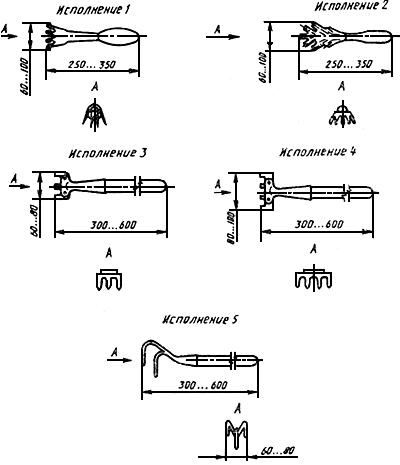 Исполнение 1
А
60...100
250...350
А
Исполнение 2
А
60...100
250...350
А
Исполнение 3
А
60...80
300...600
А
Исполнение 4
А
80...100
300...600
А
Исполнение 5
А
300...600
А
60...80